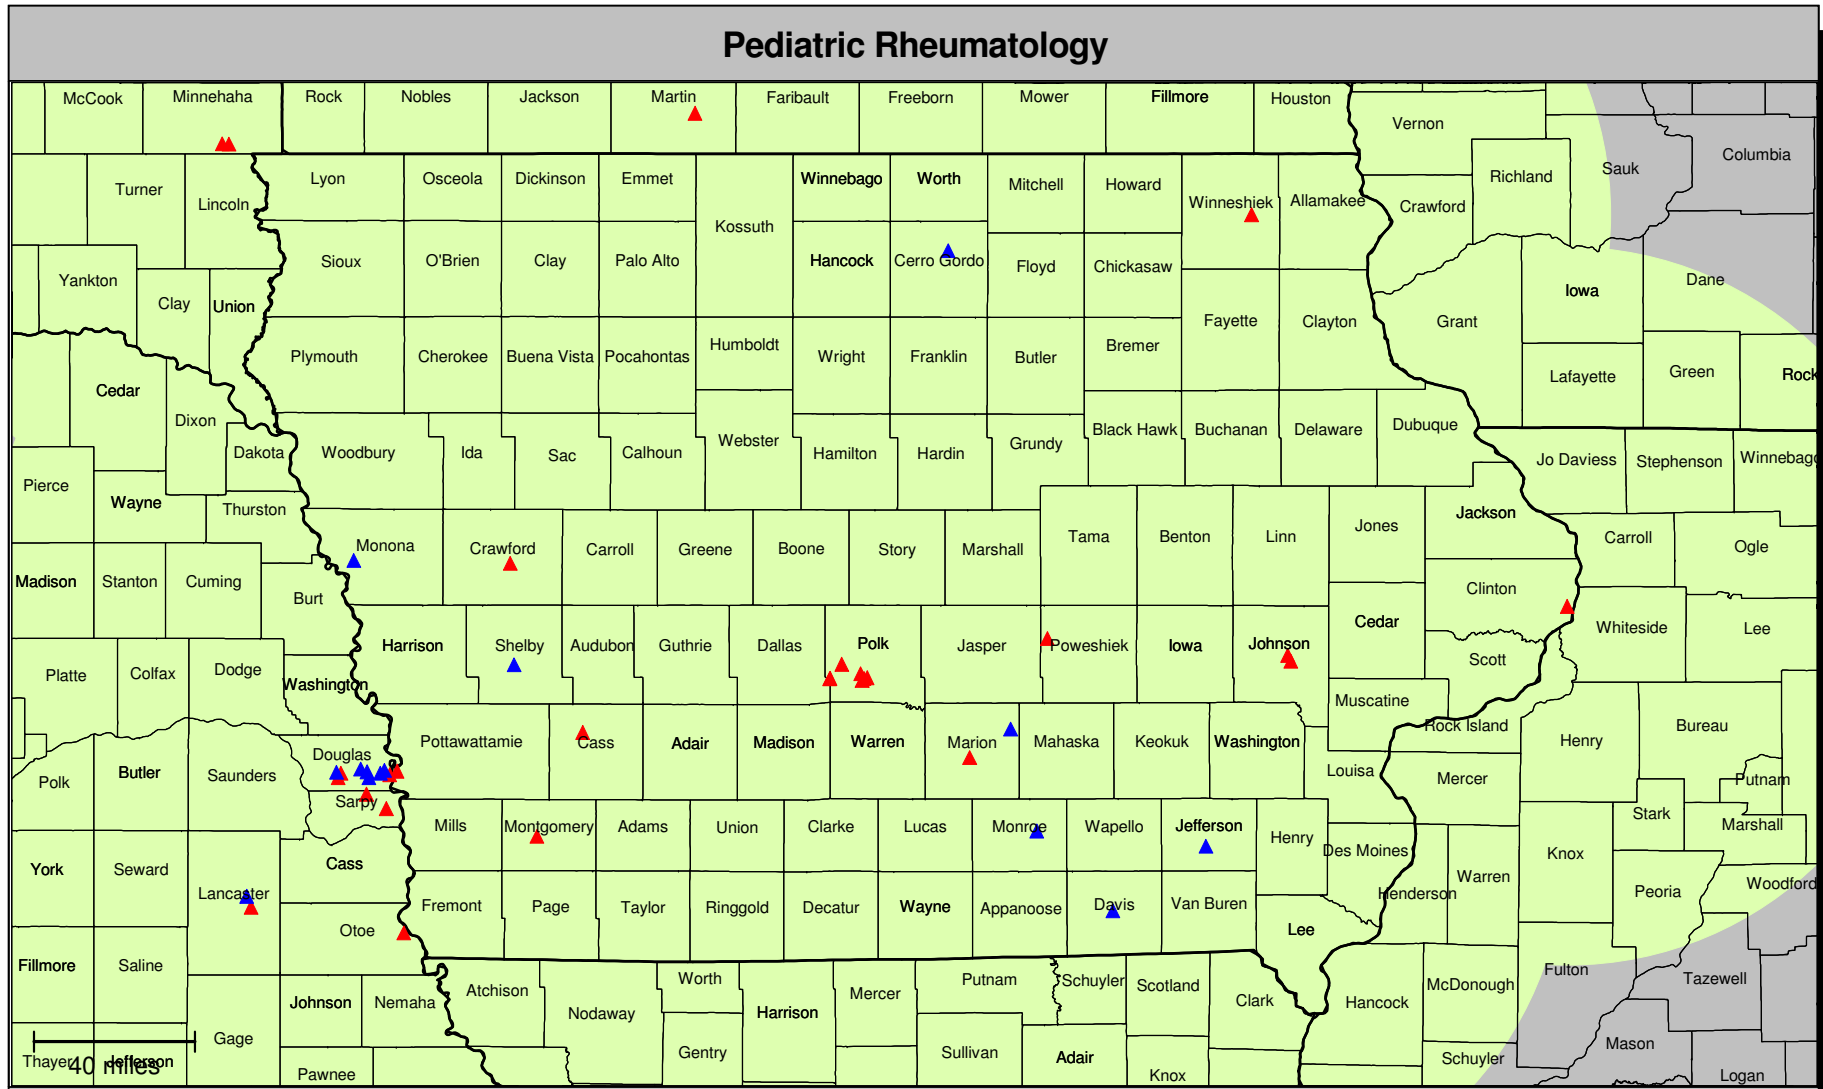 Pediatric Rheumatology
McCook Minnehaha Rock Nobles Jackson Martin Faribault Freeborn Mower Fillmore Houston
Vernon
Columbia
Sauk
Turner Lyon Osceola Dickinson Emmet Winnebago Worth Mitchell Howard Richland
Lincoln Winneshiek Allamakee Crawford
Kossuth
Yankton Sioux O'Brien Clay Palo Alto Hancock Cerro Gordo Floyd Chickasaw Dane
Clay Union Iowa
Fayette Clayton Grant
Plymouth Cherokee Buena Vista Pocahontas Humboldt Wright Franklin Butler Bremer
Cedar Lafayette Green Rock
Dixon Dubuque
Dakota Woodbury Ida Sac Calhoun Webster Hamilton Hardin Grundy Black Hawk Buchanan Delaware
Jo Daviess Stephenson Winnebago
Pierce
Wayne Thurston Jackson
Monona Crawford Carroll Greene Boone Story Marshall Tama Benton Linn Jones Carroll Ogle
Madison Stanton Cuming Burt Clinton
Harrison Shelby Audubon Guthrie Dallas Polk Jasper Poweshiek Iowa Johnson Cedar Whiteside Lee
Platte Colfax Dodge Washington Scott
Muscatine
Pottawattamie Cass Adair Madison Warren Marion Mahaska Keokuk Washington Rock Island Henry Bureau
Douglas
Polk Butler Saunders Louisa Mercer Putnam
Sarpy
Mills Montgomery Adams Union Clarke Lucas Monroe Wapello Jefferson Henry Stark Marshall
Des Moines Knox
York Seward Cass Warren
Lancaster Henderson Peoria Woodford
Fremont Page Taylor Ringgold Decatur Wayne Appanoose Davis Van Buren
Otoe Lee
Fillmore Saline Fulton
Atchison Worth Putnam Schuyler Scotland McDonough Tazewell
Johnson Nemaha Nodaway Harrison Mercer Clark Hancock
Gage Gentry Sullivan Adair Schuyler Mason
Thayer Jefferson
40 miles
Pawnee Knox Logan